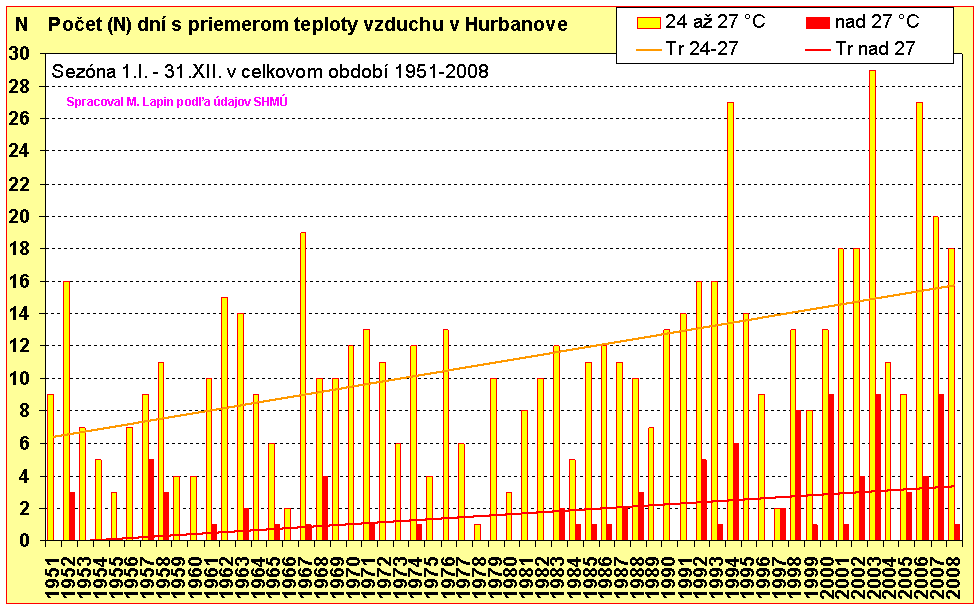 N Počet (N) dní s priemerom teploty vzduchu v Hurbanove
24 až 27 °C nad 27 °C
Tr 24-27 Tr nad 27
Sezóna 1.I. - 31.XII. v celkovom období 1951-2008
Spracoval M. Lapin podľa údajov SHMÚ
30
28
26
24
22
20
18
16
14
12
10
8
6
4
2
0
1951 1952 1953 1954 1955 1956 1957 1958 1959 1960 1961 1962 1963 1964 1965 1966 1967 1968 1969 1970 1971 1972 1973 1974 1975 1976 1977 1978 1979 1980 1981 1982 1983 1984 1985 1986 1987 1988 1989 1990 1991 1992 1993 1994 1995 1996 1997 1998 1999 2000 2001 2002 2003 2004 2005 2006 2007 2008